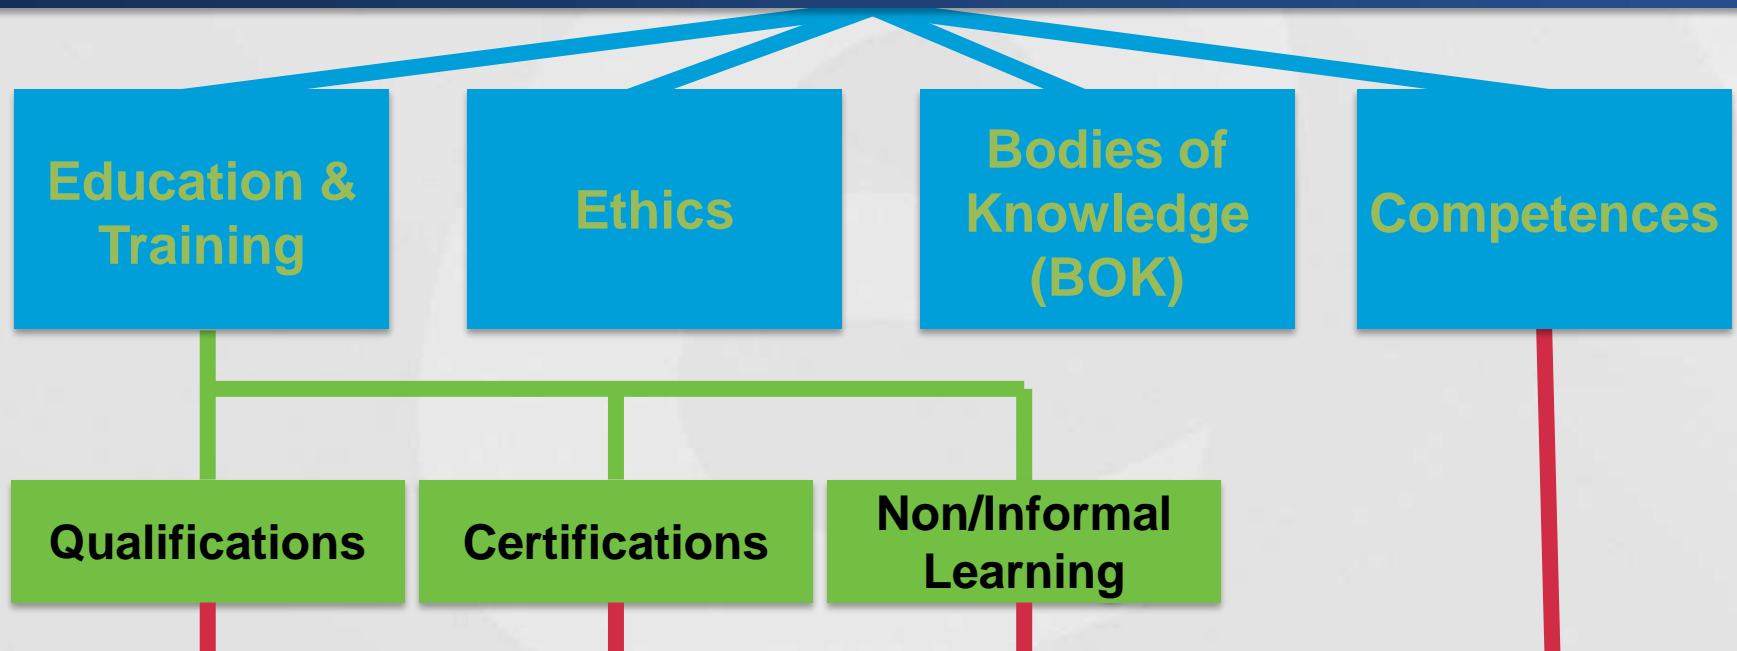 Education &
Training
Ethics
Bodies of
Knowledge
(BOK)
Competences
Qualifications
Certifications
Non/Informal
Learning